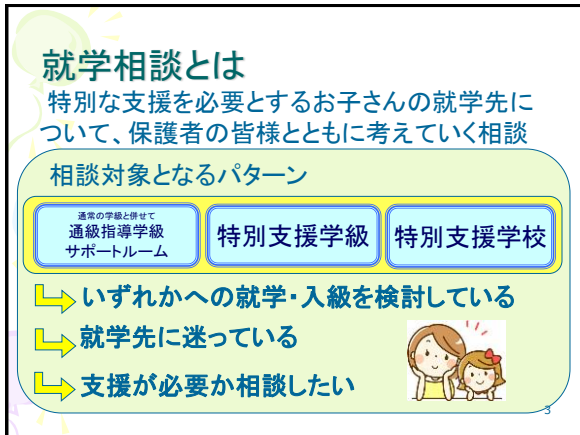 就学相談とは
特別な支援を必要とするお子さんの就学先に
ついて、保護者の皆様とともに考えていく相談
相談対象となるパターン
通常の学級と併せて
通級指導学級
サポートルーム
特別支援学級
特別支援学校
いずれかへの就学・入級を検討している
就学先に迷っている
支援が必要か相談したい
3